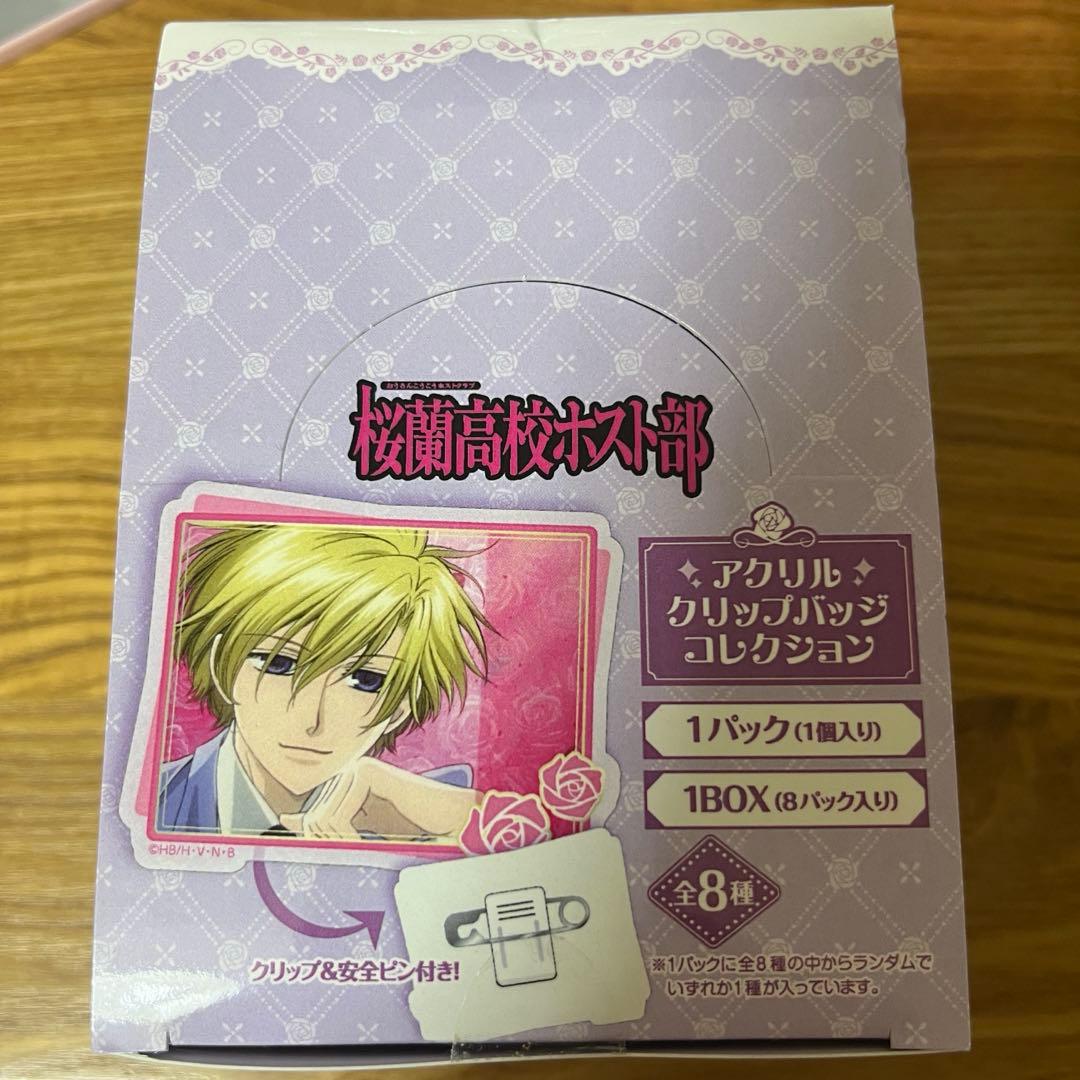 おうらんこうこうホストクラブ
桜蘭高校ホスト部
アクリル
クリップバッジ
コレクション
1パック(1個入り)
1BOX(8パック入り)
©HB/H・V・N・B
全8種
クリップ&安全ピン付き!
※1パックに全8種の中からランダムで
いずれか1種が入っています。